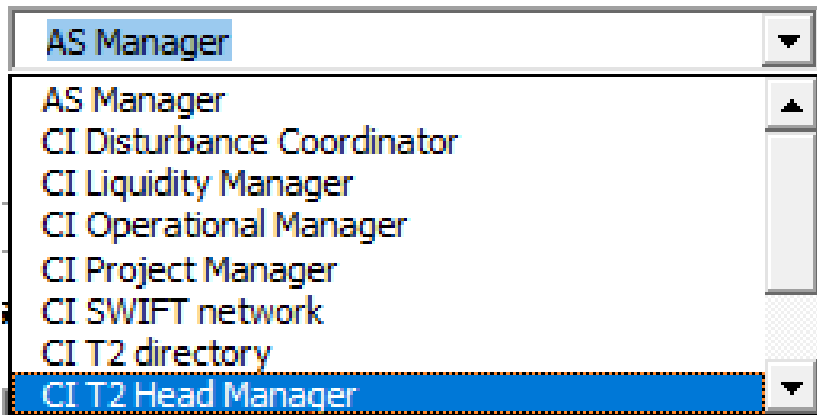 AS Manager
AS Manager
CI Disturbance Coordinator
CI Liquidity Manager
CI Operational Manager
CI Project Manager
CI SWIFT network
CI T2 directory
CI T2 Head Manager